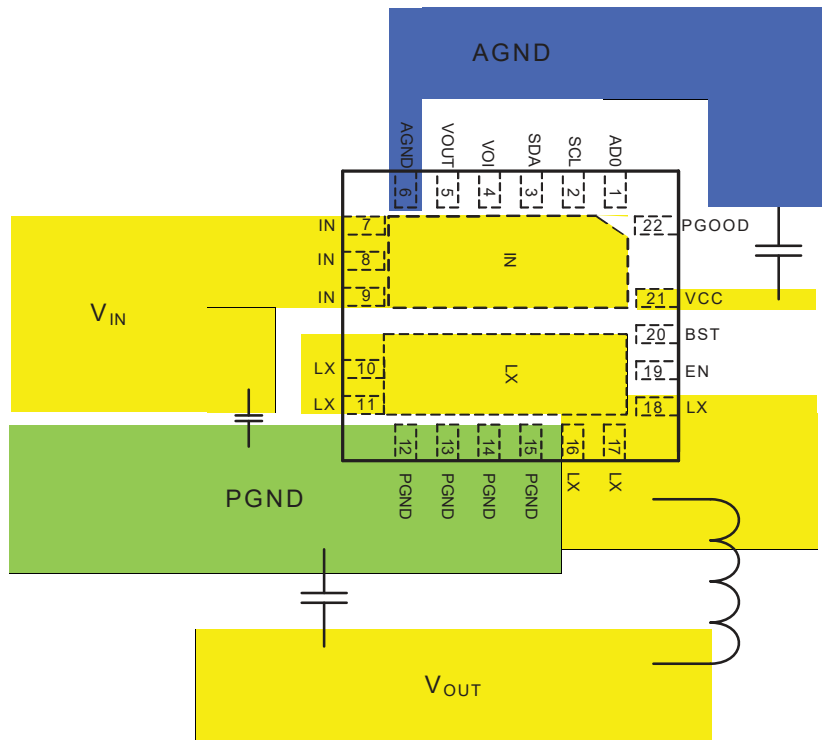 AGND
AGND
VOUT
VOI
SDA
SCL
AD0
6
5
4
3
2
1
IN 7
22 PGOOD
IN 8
IN
IN 9
21 VCC
VIN
20 BST
LX 10
LX
19 EN
LX 11
18 LX
12
13
14
15
16
17
PGND
PGND
PGND
PGND
LX
LX
PGND
VOUT